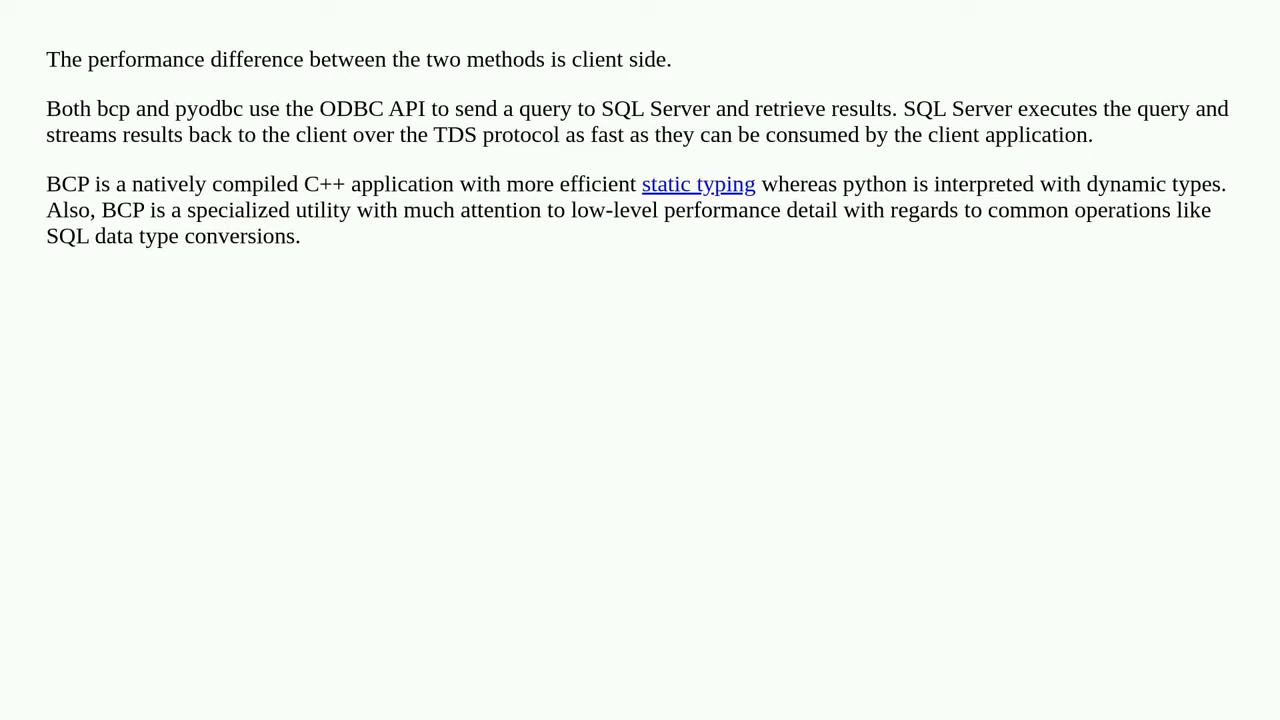 The performance difference between the two methods is client side.
Both bcp and pyodbc use the ODBC API to send a query to SQL Server and retrieve results. SQL Server executes the query and
streams results back to the client over the TDS protocol as fast as they can be consumed by the client application.
BCP is a natively compiled C++ application with more efficient static typing whereas python is interpreted with dynamic types.
Also, BCP is a specialized utility with much attention to low-level performance detail with regards to common operations like
SQL data type conversions.